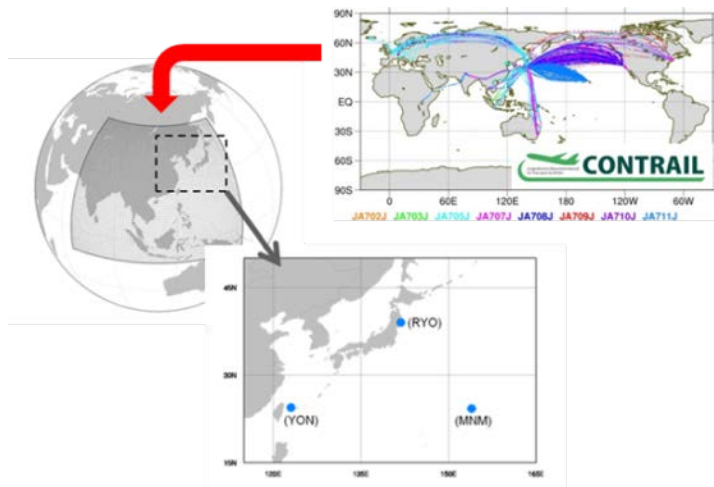 90N
60N
30N
EQ
30S
60S
90S
0 60E 120E 180 120W 60W
CONTRAIL
JA702J JA703J JA705J JA707J JA708J JA709J JA710J JA711J
45N
30N
15N
120E 135E 150E 165E
(RYO)
(YON)
(MNM)